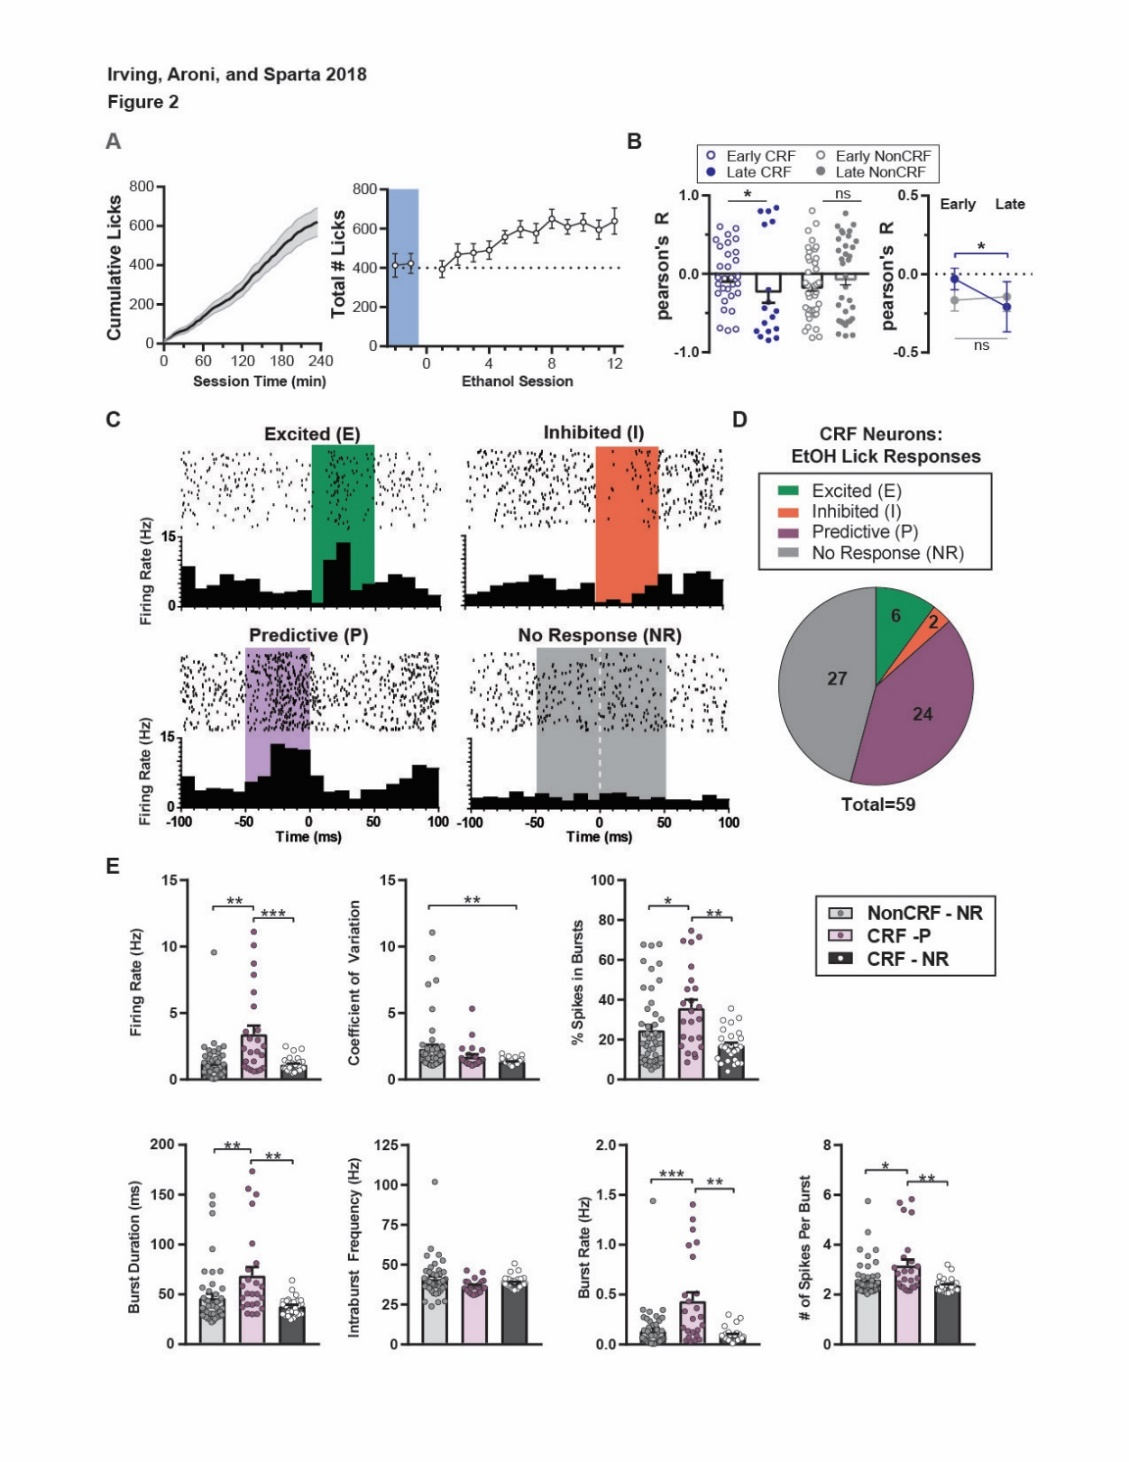 Irving, Aroni, and Sparta 2018
Figure 2
A
Cumulative Licks
800
600
400
200
0
0 60 120 180 240
Session Time (min)
Total # Licks
800
600
400
200
0
0 4 8 12
Ethanol Session
B
Early CRF Early NonCRF
Late CRF Late NonCRF
pearson's R
1.0
0.0
-1.0
* ns
pearson's R
0.5
0.0
-0.5
Early Late
*
ns
C
Excited (E)
Firing Rate (Hz)
15
0
Inhibited (I)
Predictive (P)
Firing Rate (Hz)
15
0
-100 -50 0 50 100
Time (ms)
No Response (NR)
-100 -50 0 50 100
Time (ms)
D
CRF Neurons:
EtOH Lick Responses
Excited (E)
Inhibited (I)
Predictive (P)
No Response (NR)
6
2
27
24
Total=59
E
Firing Rate (Hz)
15
10
5
0
** ***
Coefficient of Variation
15
10
5
0
**
% Spikes in Bursts
100
80
60
40
20
0
* **
NonCRF - NR
CRF -P
CRF - NR
Burst Duration (ms)
200
150
100
50
0
** **
Intraburst Frequency (Hz)
125
100
75
50
25
0
Burst Rate (Hz)
2.0
1.5
1.0
0.5
0.0
*** **
# of Spikes Per Burst
8
6
4
2
0
* **